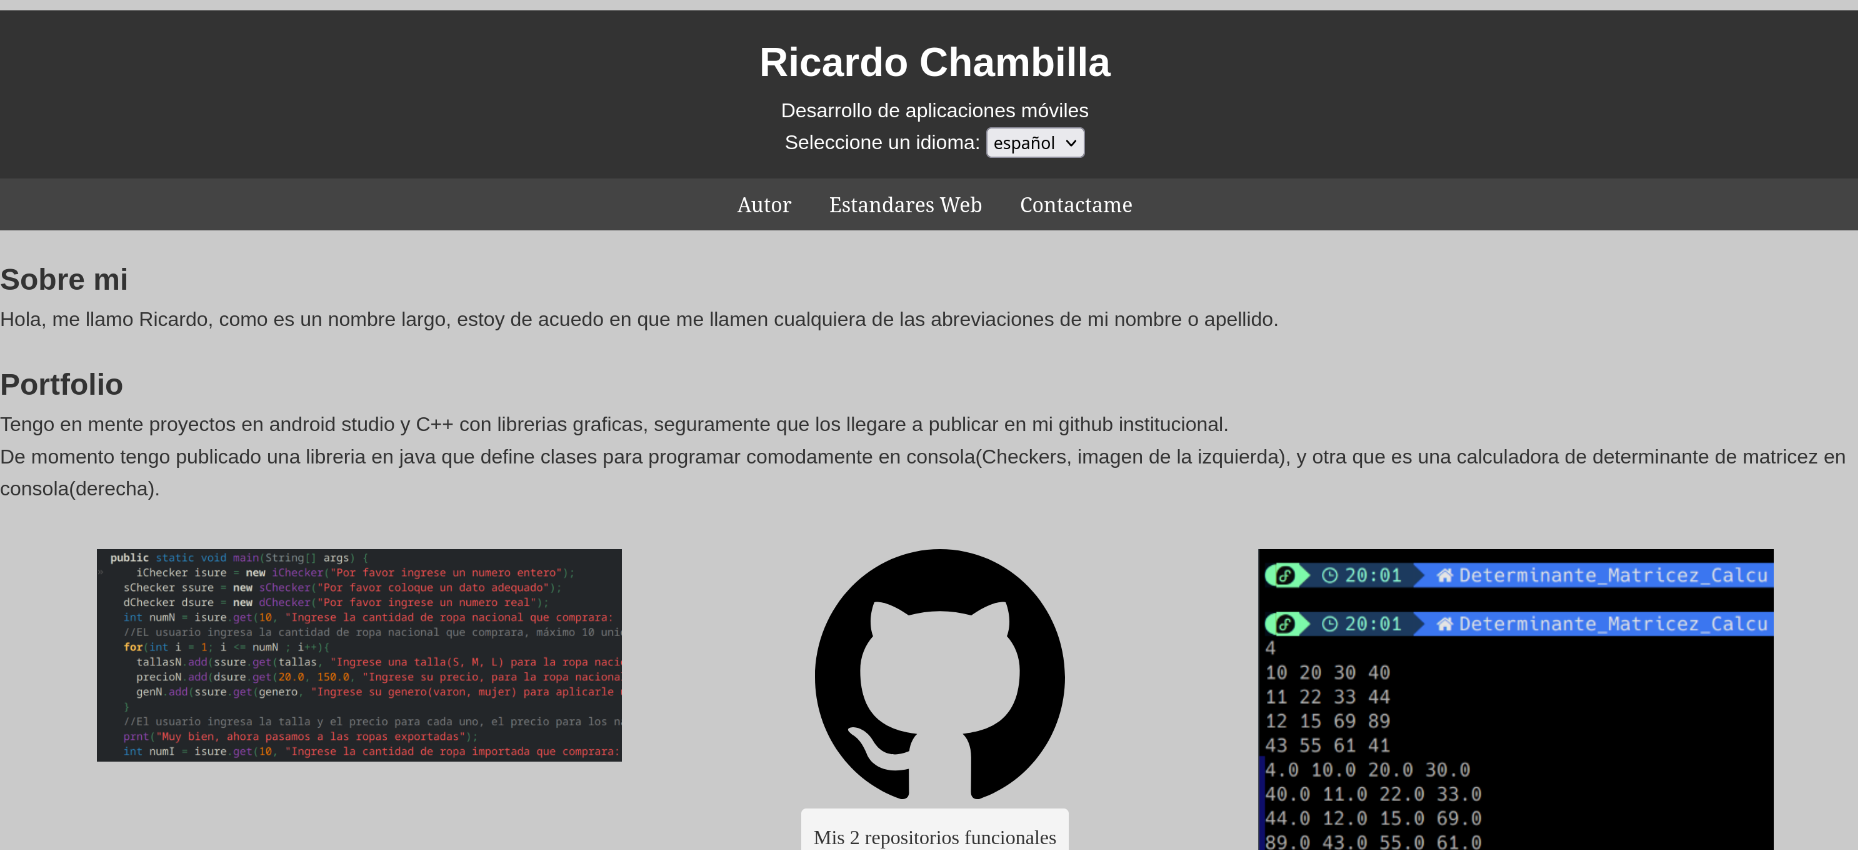 Ricardo Chambilla
Desarrollo de aplicaciones móviles
Seleccione un idioma: español
Autor Estandares Web Contactame
Sobre mi
Hola, me llamo Ricardo, como es un nombre largo, estoy de acuerdo en que me llamen cualquiera de las abreviaciones de mi nombre o apellido.
Portfolio
Tengo en mente proyectos en android studio y C++ con librerias graficas, seguramente que los llegare a publicar en mi github institucional.
De momento tengo publicado una libreria en java que define clases para programar comodamente en consola(Checkers, imagen de la izquierda), y otra que es una calculadora de determinante de matricez en
consola(derecha).
public static void main(String[] args) {
iChecker isure = new iChecker("Por favor ingrese un numero entero");
sChecker ssure = new sChecker("Por favor coloque un dato adequado");
dChecker dsure = new dChecker("Por favor ingrese un numero real");
int numN = isure.get(10, "Ingrese la cantidad de ropa nacional que comprara:
//EL usuario ingresa la cantidad de ropa nacional que comprara, máximo 10 uni
for(int i = 1; i <= numN ; i++){
tallasN.add(ssure.get(tallas, "Ingrese una talla(S, M, L) para la ropa naci
precioN.add(dsure.get(20.0, 150.0, "Ingrese su precio, para la ropa naciona
genN.add(ssure.get(genero, "Ingrese su genero(varon, mujer) para aplicarle
}
//El usuario ingresa la talla y el precio para cada uno, el precio para los na
prnt("Muy bien, ahora pasamos a las ropas exportadas");
int numI = isure.get(10, "Ingrese la cantidad de ropa importada que comprara:
Mis 2 repositorios funcionales
20:01 Determinante_Matricez_Calcu
20:01 Determinante_Matricez_Calcu
4
10 20 30 40
11 22 33 44
12 15 69 89
43 55 61 41
4.0 10.0 20.0 30.0
40.0 11.0 22.0 33.0
44.0 12.0 15.0 69.0
89.0 43.0 55.0 61.0